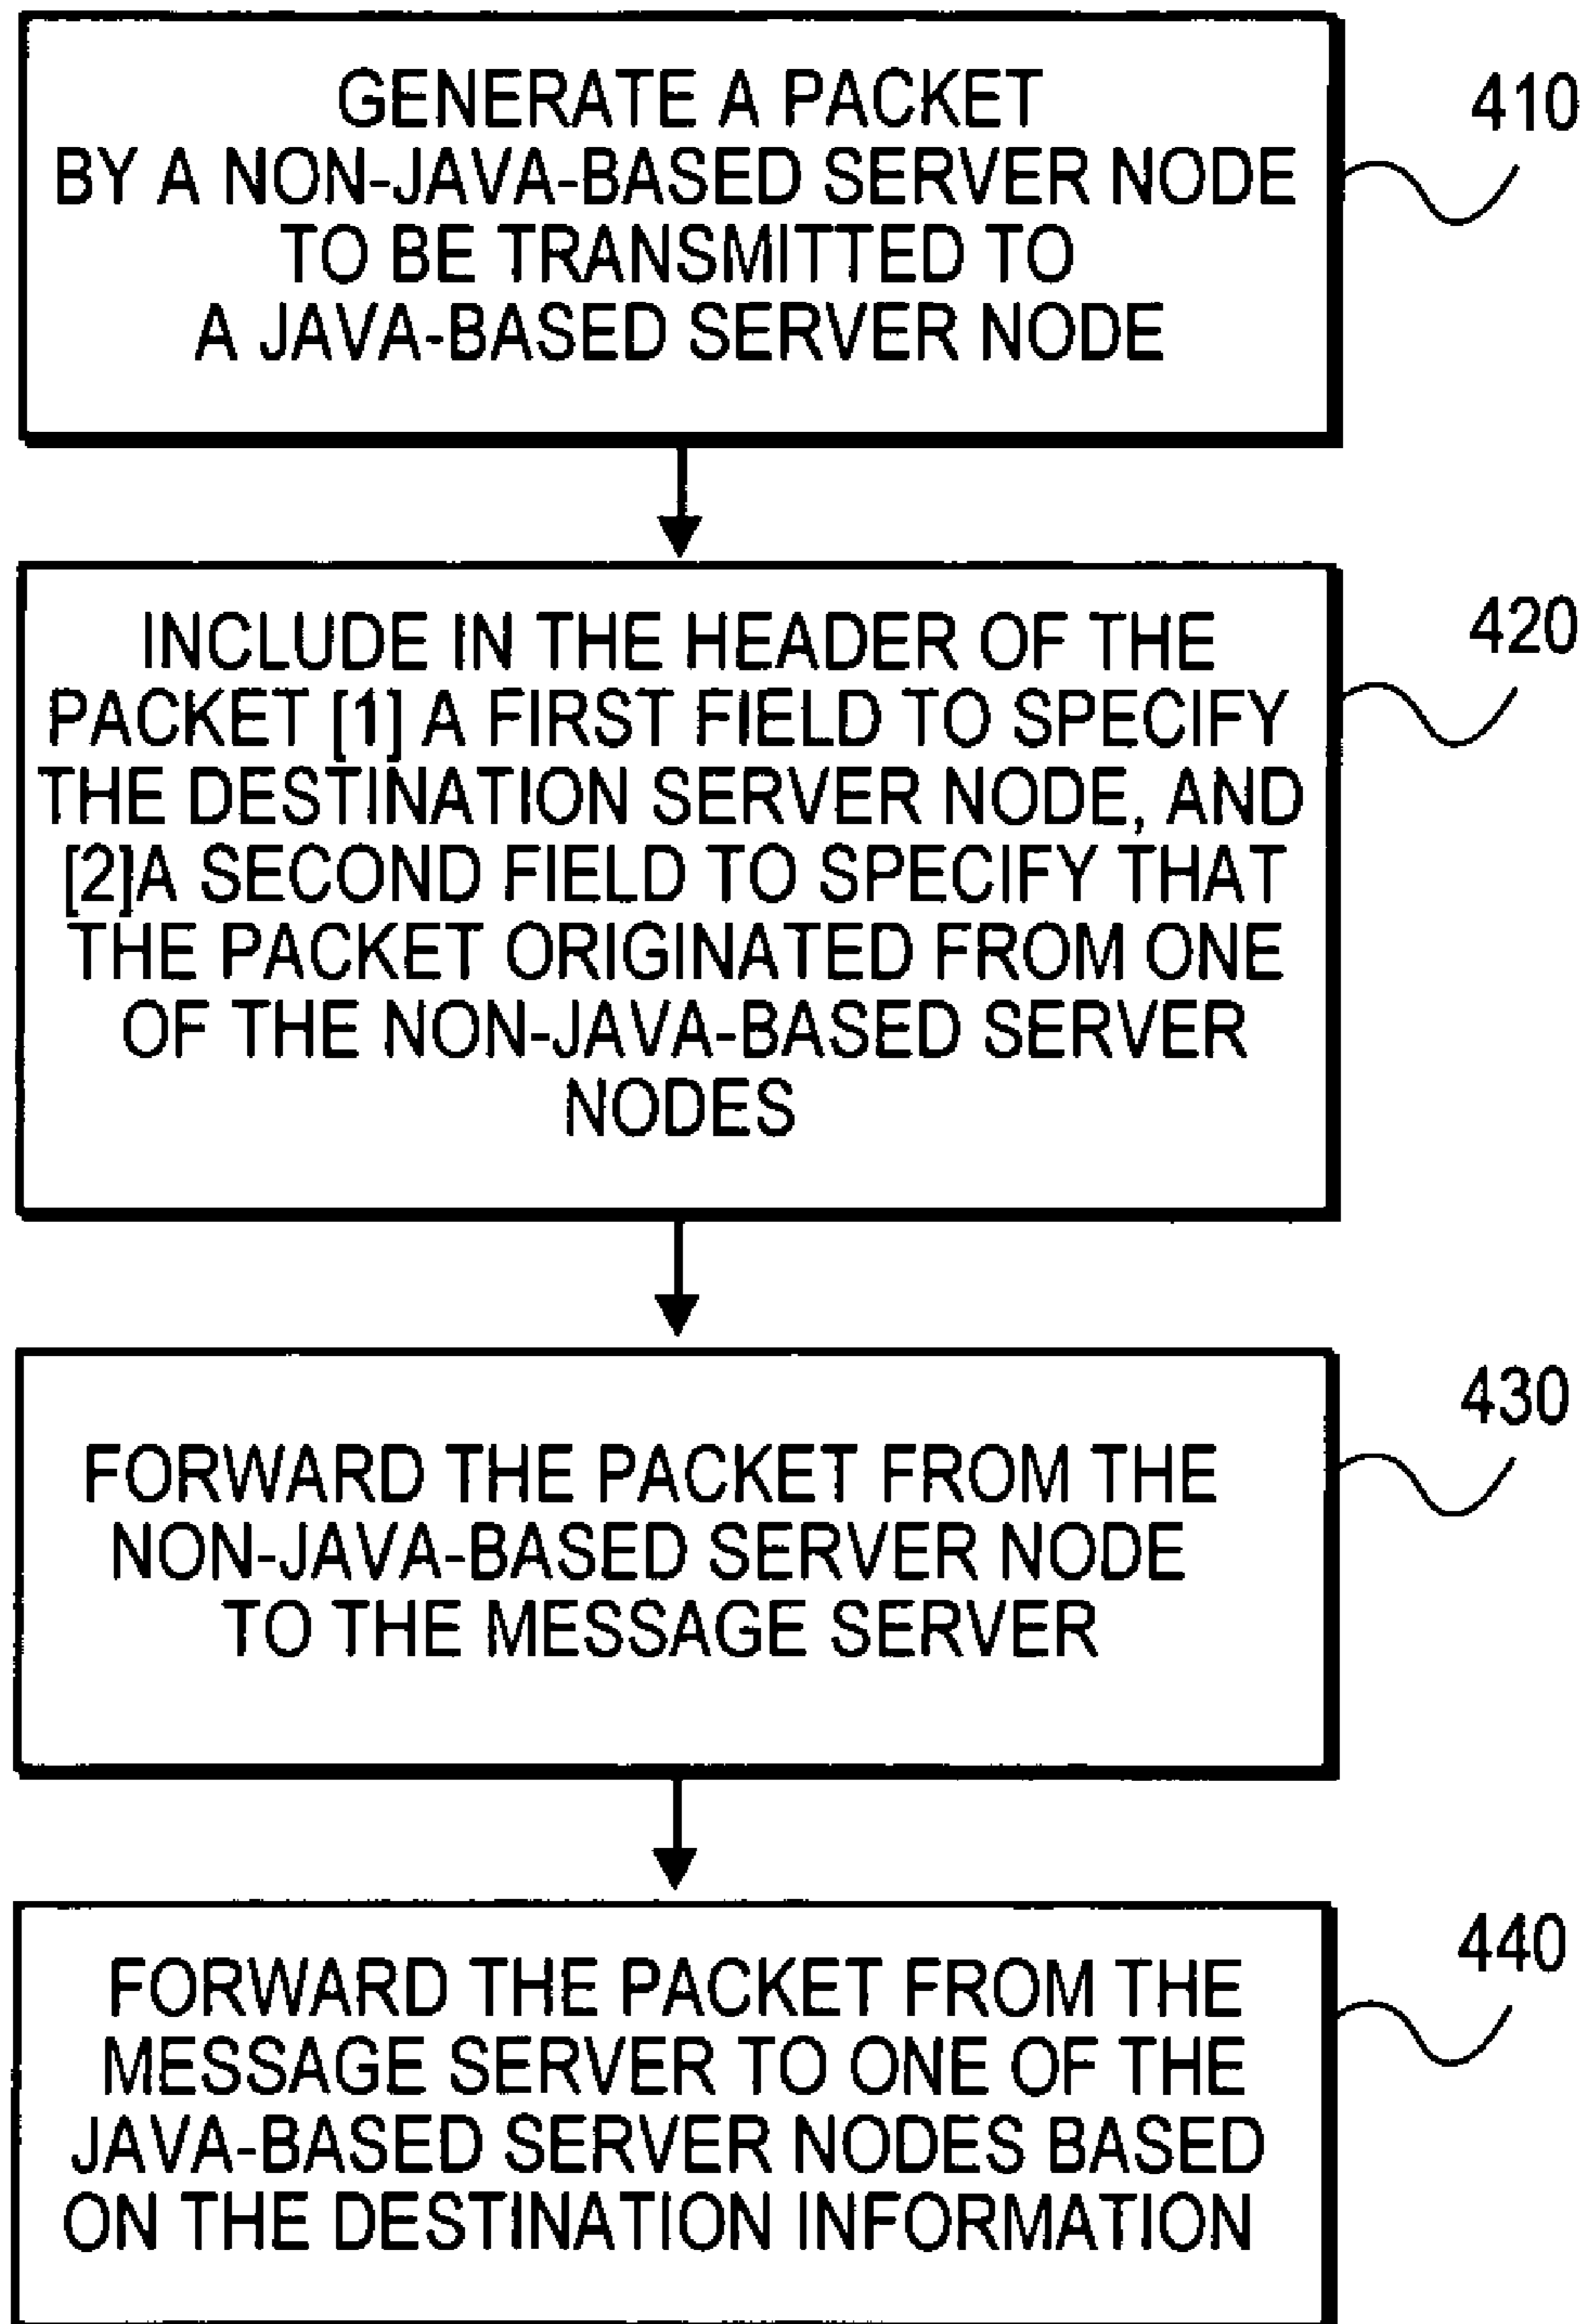 GENERATE A PACKET
BY A NON-JAVA-BASED SERVER NODE
TO BE TRANSMITTED TO
A JAVA-BASED SERVER NODE
410
INCLUDE IN THE HEADER OF THE
PACKET [1] A FIRST FIELD TO SPECIFY
THE DESTINATION SERVER NODE, AND
[2]A SECOND FIELD TO SPECIFY THAT
THE PACKET ORIGINATED FROM ONE
OF THE NON-JAVA-BASED SERVER
NODES
420
FORWARD THE PACKET FROM THE
NON-JAVA-BASED SERVER NODE
TO THE MESSAGE SERVER
430
FORWARD THE PACKET FROM THE
MESSAGE SERVER TO ONE OF THE
JAVA-BASED SERVER NODES BASED
ON THE DESTINATION INFORMATION
440